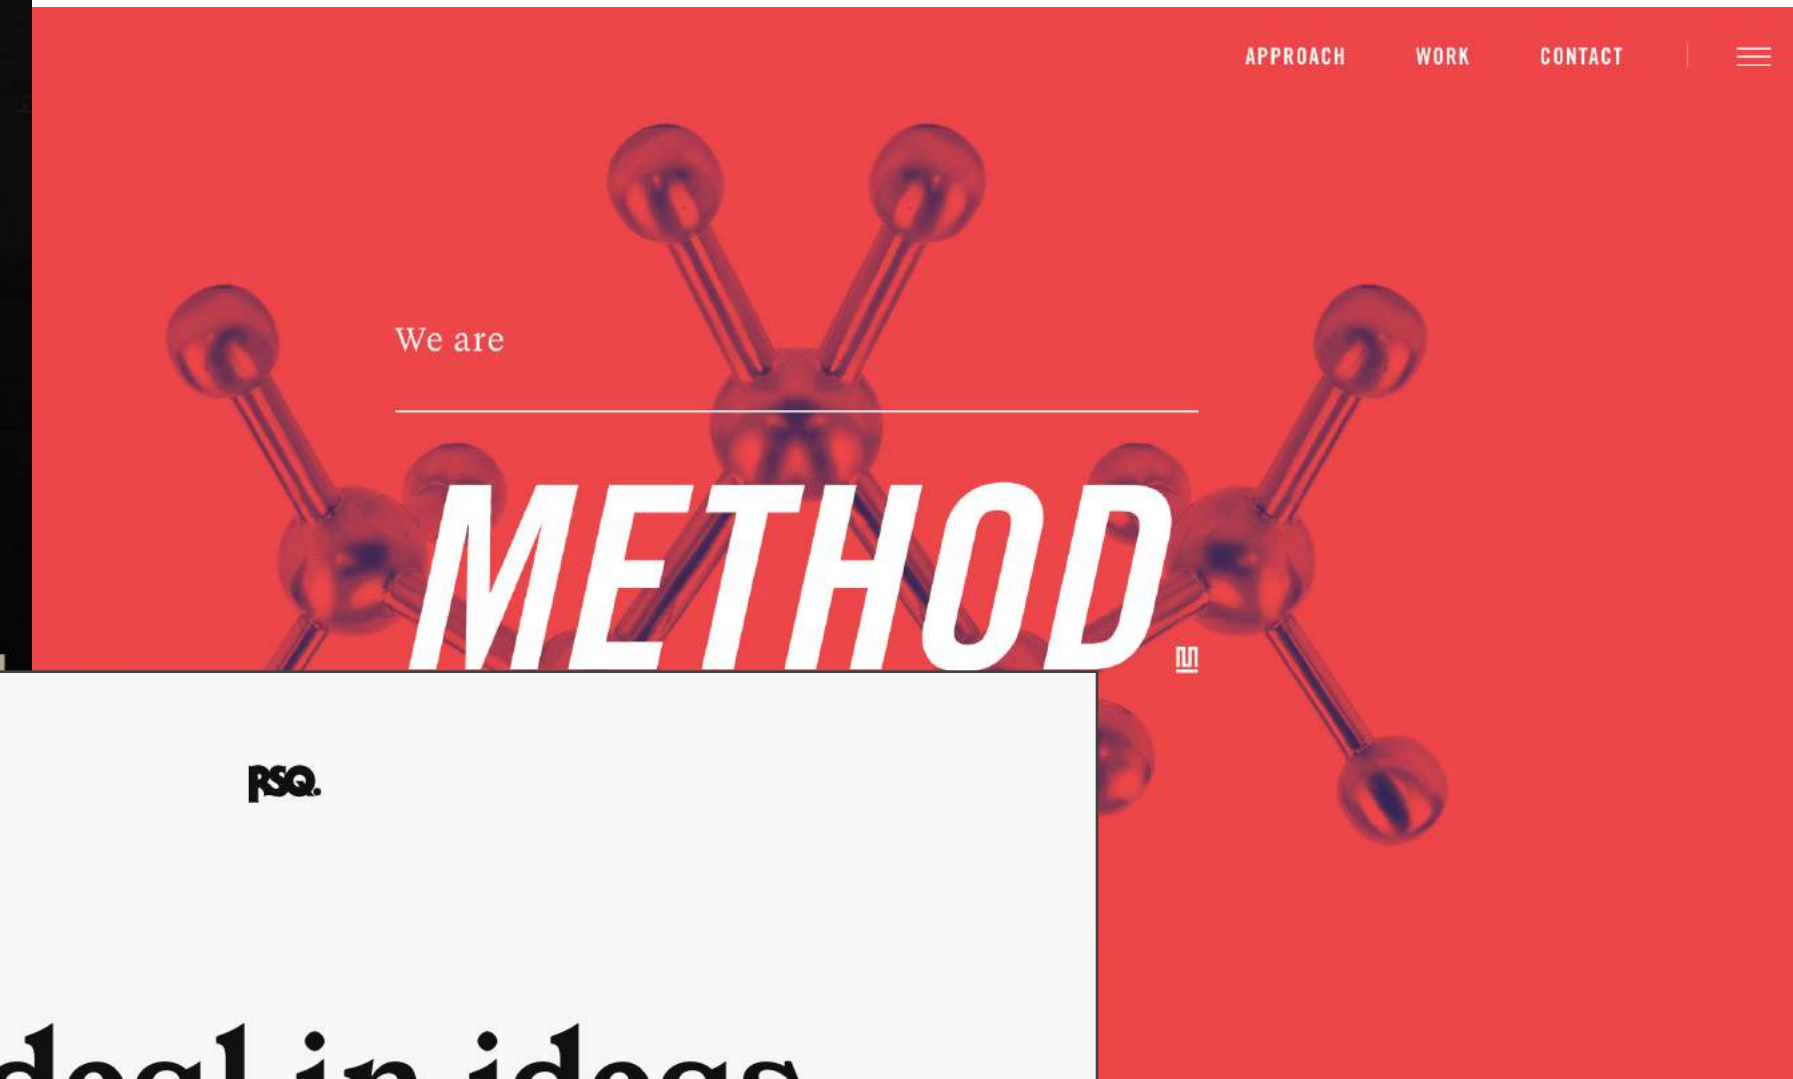 APPROACH WORK CONTACT
We are
METHOD
RSQ.
deal in ideas